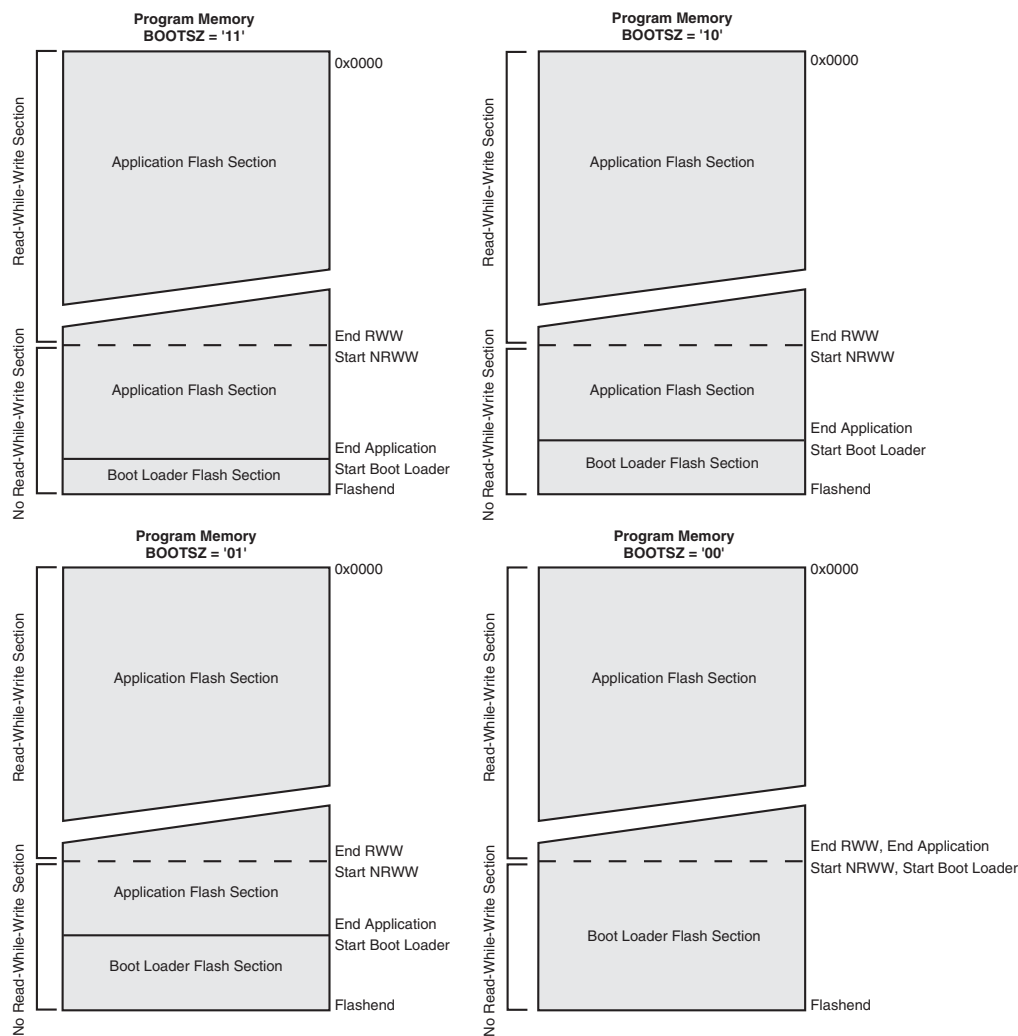 Program Memory
BOOTSZ = '11'
0x0000
Read-While-Write Section
Application Flash Section
End RWW
Start NRWW
No Read-While-Write Section
Application Flash Section
End Application
Start Boot Loader
Boot Loader Flash Section
Flashend
Program Memory
BOOTSZ = '10'
0x0000
Read-While-Write Section
Application Flash Section
End RWW
Start NRWW
No Read-While-Write Section
Application Flash Section
End Application
Start Boot Loader
Boot Loader Flash Section
Flashend
Program Memory
BOOTSZ = '01'
0x0000
Read-While-Write Section
Application Flash Section
End RWW
Start NRWW
No Read-While-Write Section
Application Flash Section
End Application
Start Boot Loader
Boot Loader Flash Section
Flashend
Program Memory
BOOTSZ = '00'
0x0000
Read-While-Write Section
Application Flash Section
End RWW, End Application
Start NRWW, Start Boot Loader
No Read-While-Write Section
Boot Loader Flash Section
Flashend